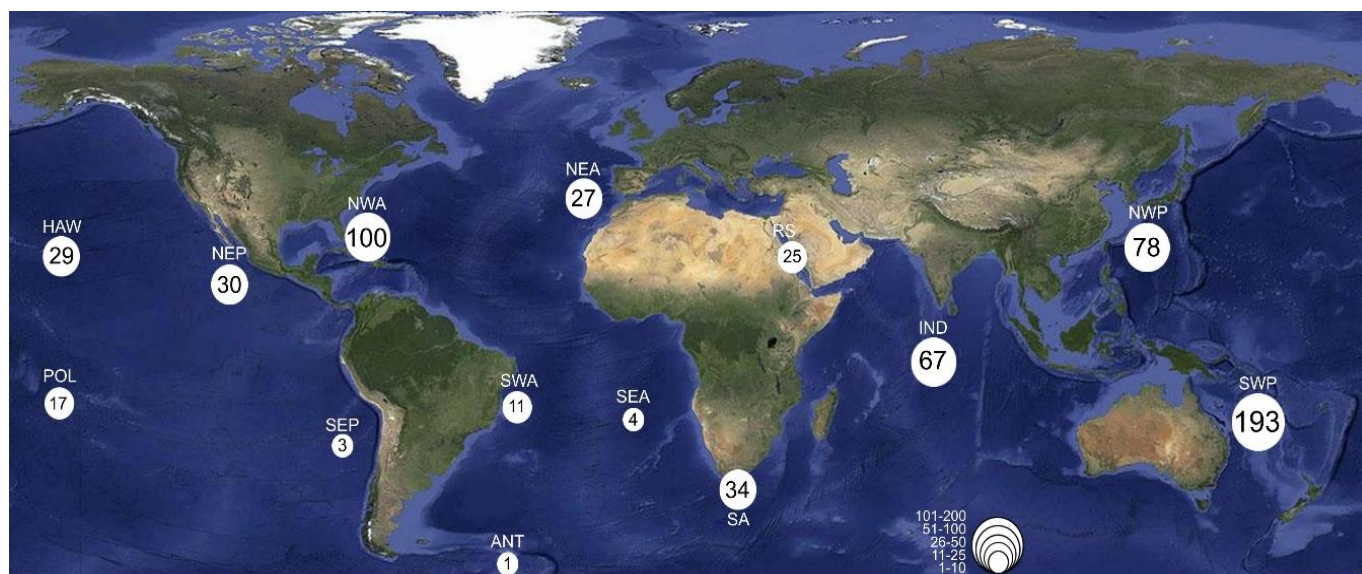 NEA
27
NWA
100
HAW
29
NEP
30
RS
25
NWP
78
IND
67
POL
17
SWA
11
SEA
4
SWP
193
SEP
3
34
SA
ANT
1
101-200
51-100
26-50
11-25
1-10